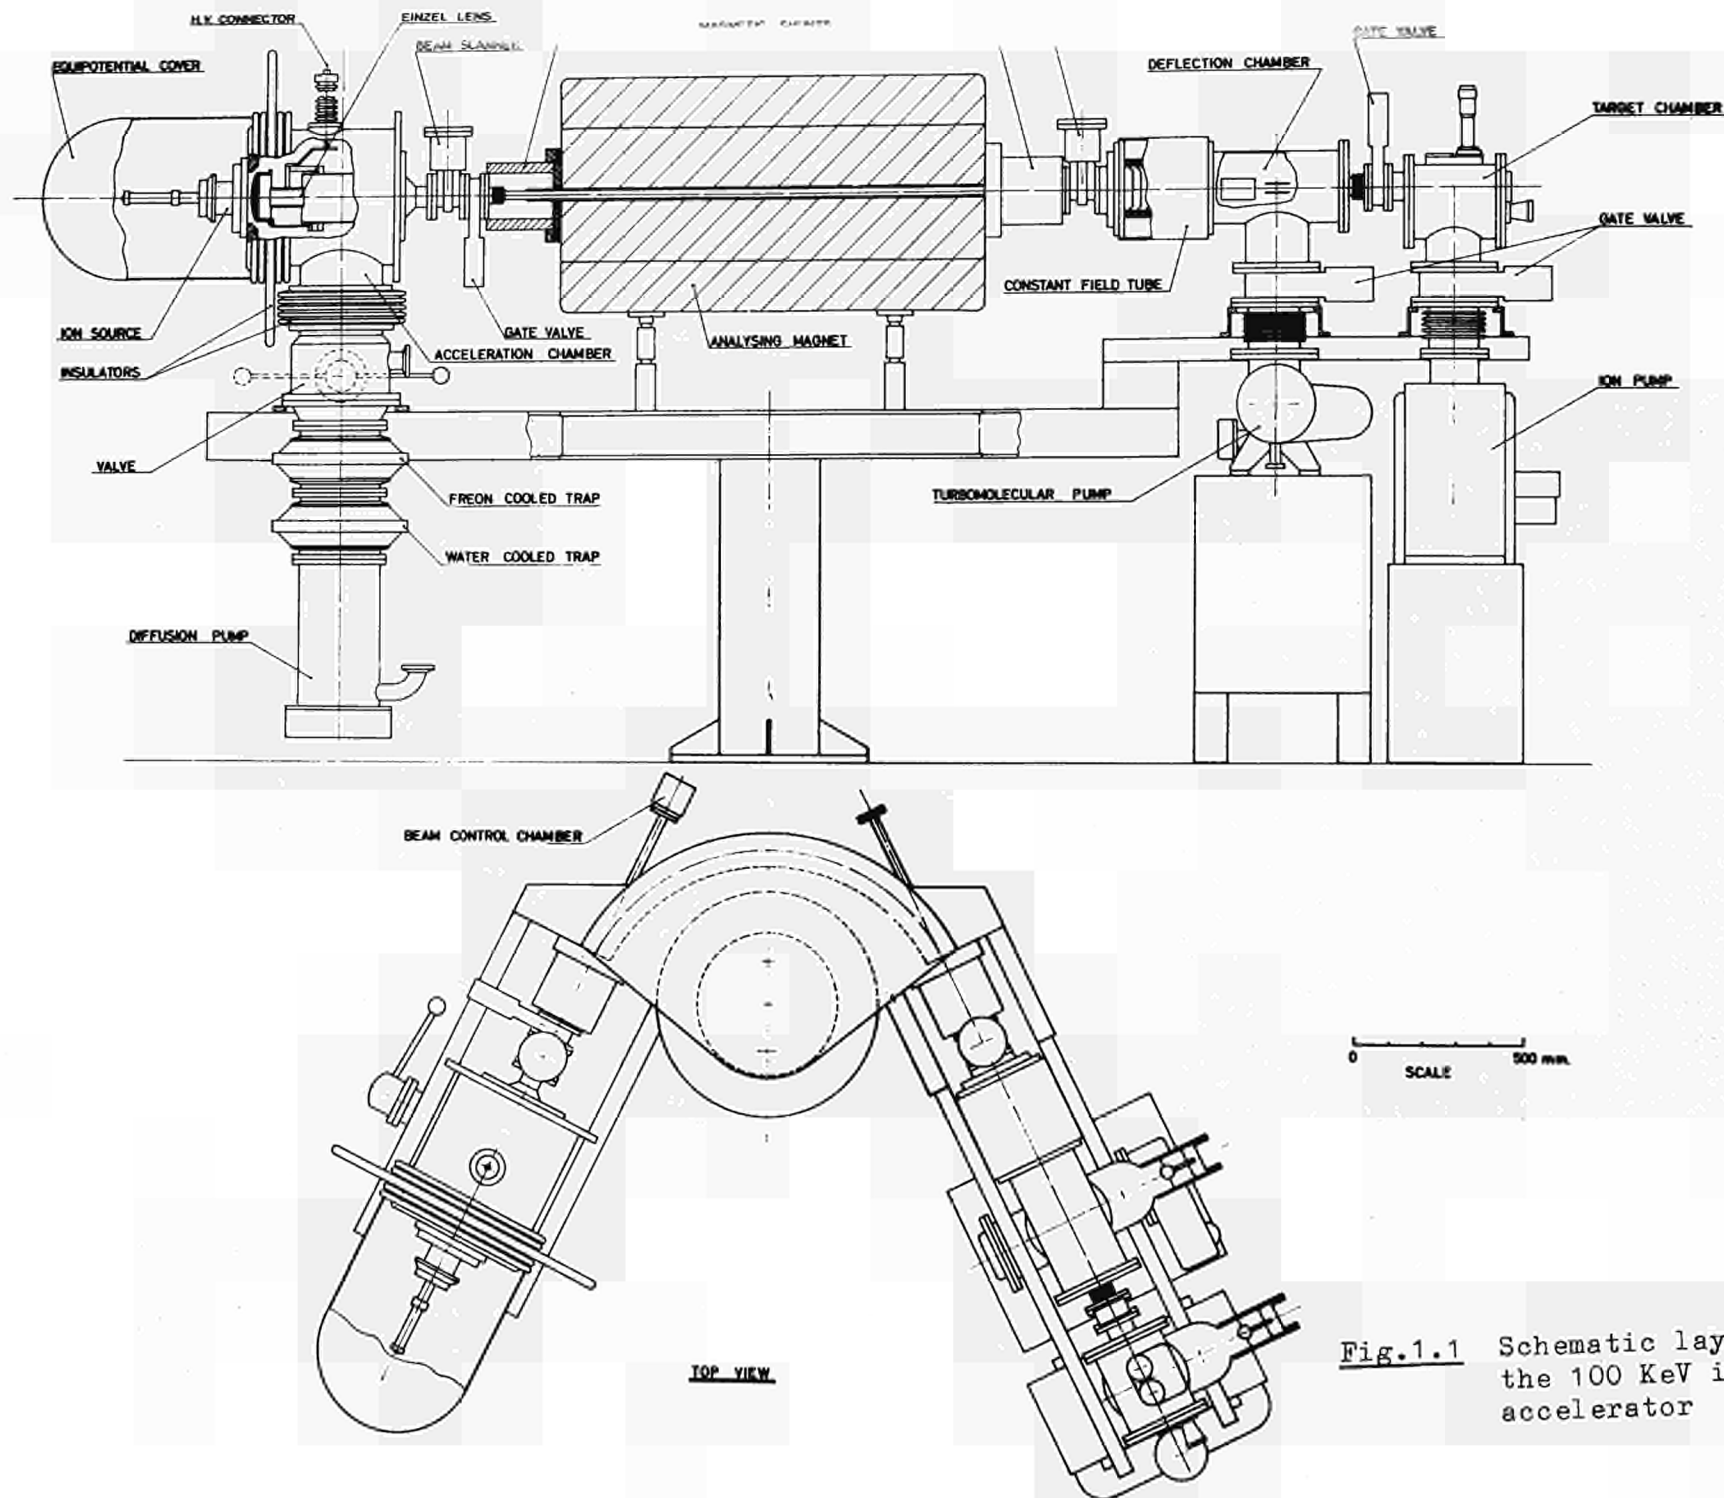 H.V. CONNECTOR
EINZEL LENS
BEAM SCANNER
GATE VALVE
EQUIPOTENTIAL COVER
DEFLECTION CHAMBER
TARGET CHAMBER
GATE VALVE
CONSTANT FIELD TUBE
ION SOURCE
GATE VALVE
ANALYSING MAGNET
ACCELERATION CHAMBER
INSULATORS
ION PUMP
VALVE
FREON COOLED TRAP
TURBOMOLECULAR PUMP
WATER COOLED TRAP
DIFFUSION PUMP
BEAM CONTROL CHAMBER
0 500 mm.
SCALE
TOP VIEW
Fig.1.1 Schematic lay
the 100 KeV i
accelerator